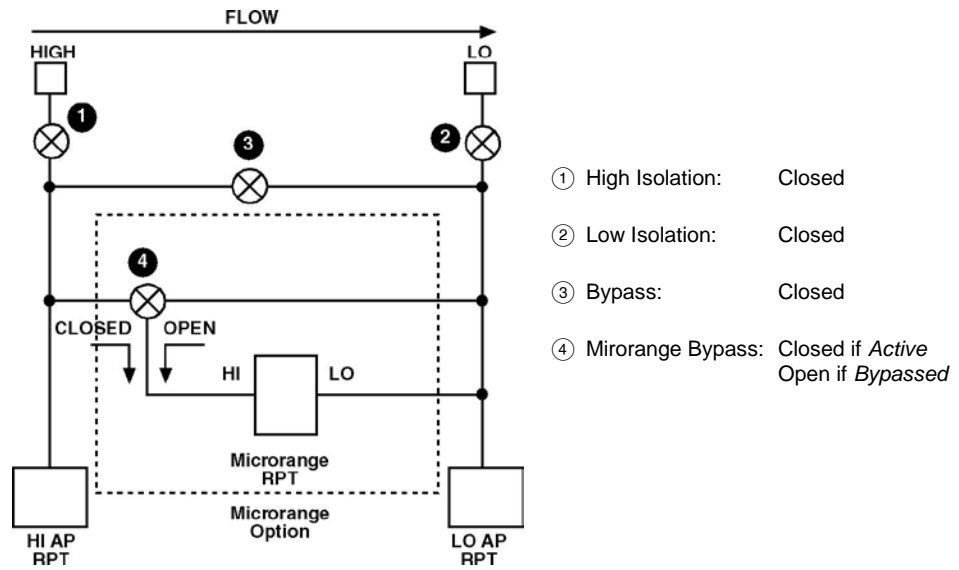 FLOW
HIGH
LO
1
2
3
4
CLOSED
OPEN
HI
LO
Microrange
RPT
Microrange
Option
HI AP
RPT
LO AP
RPT
1 High Isolation: Closed
2 Low Isolation: Closed
3 Bypass: Closed
4 Mirorange Bypass: Closed if Active
Open if Bypassed